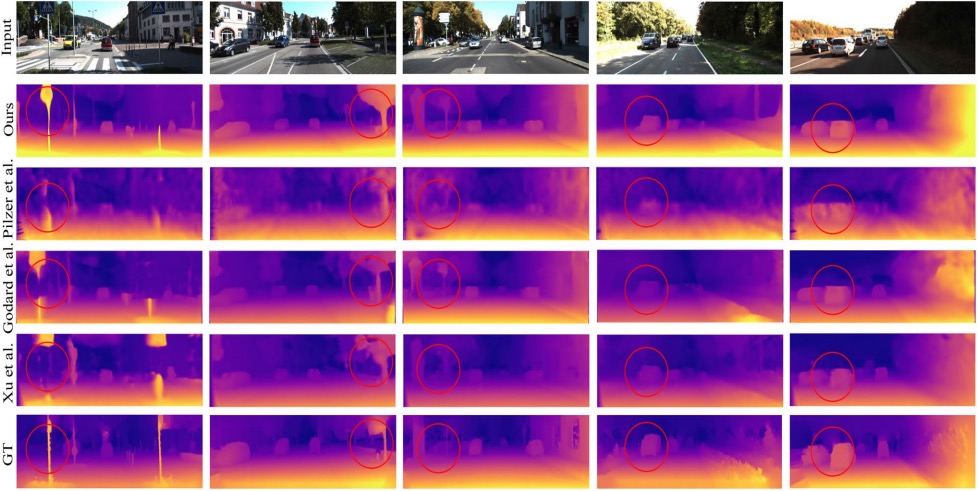 Input
Ours
Pilzer et al.
Godard et al.
Xu et al.
GT